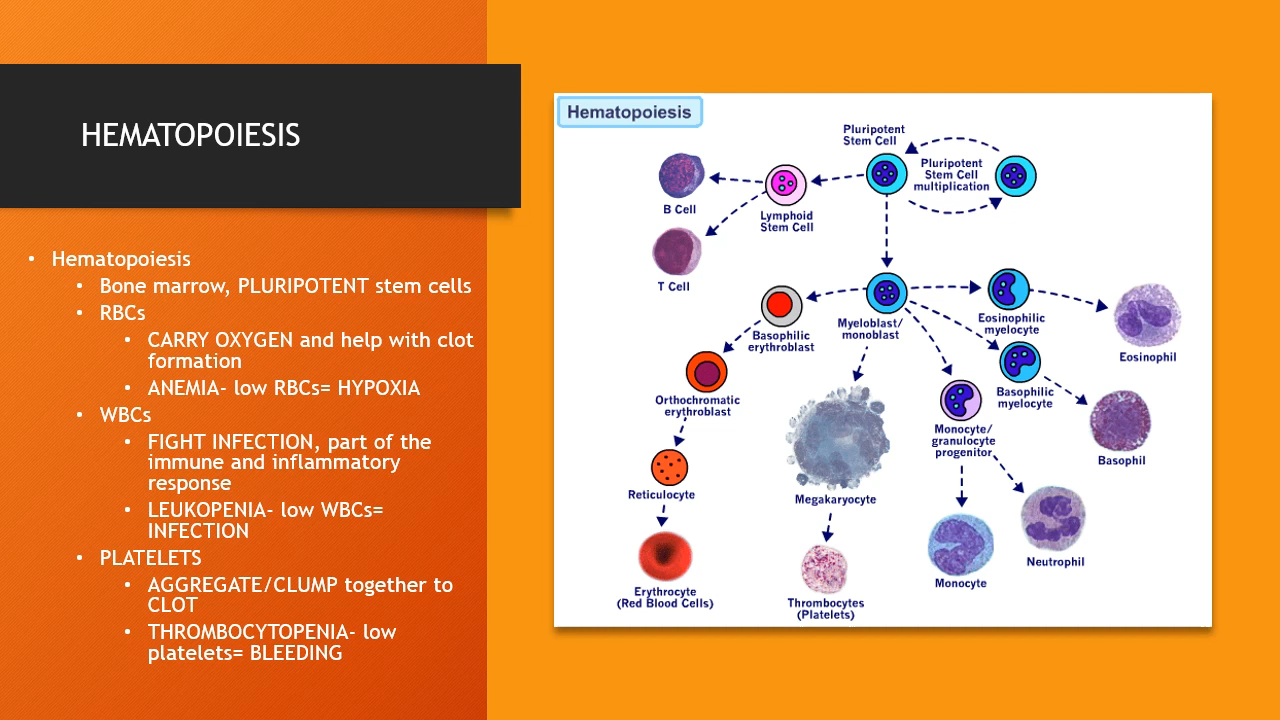 HEMATOPOIESIS
• Hematopoiesis
• Bone marrow, PLURIPOTENT stem cells
• RBCs
• CARRY OXYGEN and help with clot
formation
• ANEMIA- low RBCs= HYPOXIA
• WBCs
• FIGHT INFECTION, part of the
immune and inflammatory
response
• LEUKOPENIA- low WBCs=
INFECTION
• PLATELETS
• AGGREGATE/CLUMP together to
CLOT
• THROMBOCYTOPENIA- low
platelets= BLEEDING
Hematopoiesis
Pluripotent
Stem Cell
Pluripotent
Stem Cell
multiplication
B Cell
Lymphoid
Stem Cell
T Cell
Basophilic
erythroblast
Myeloblast/
monoblast
Eosinophilic
myelocyte
Eosinophil
Orthochromatic
erythroblast
Basophilic
myelocyte
Monocyte/
granulocyte
progenitor
Basophil
Reticulocyte
Megakaryocyte
Neutrophil
Monocyte
Erythrocyte
(Red Blood Cells)
Thrombocytes
(Platelets)